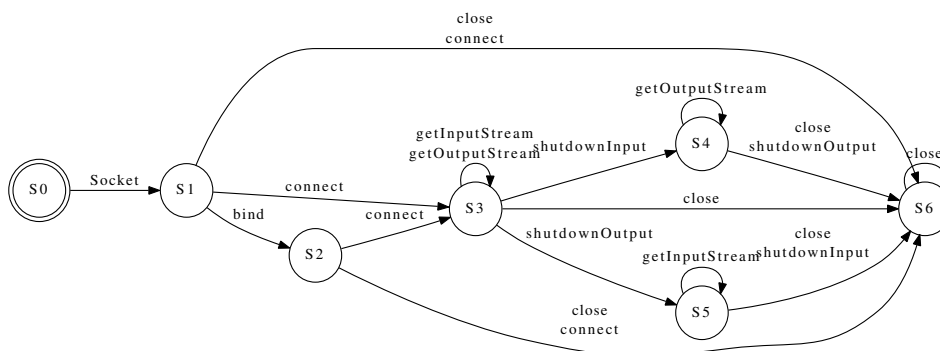 close
connect
getOutputStream
getInputStream
getOutputStream
shutdownInput
S4
close
shutdownOutput
close
S0
Socket
S1
connect
S3
close
S6
bind
connect
shutdownOutput
close
shutdownInput
getInputStream
S2
S5
close
connect